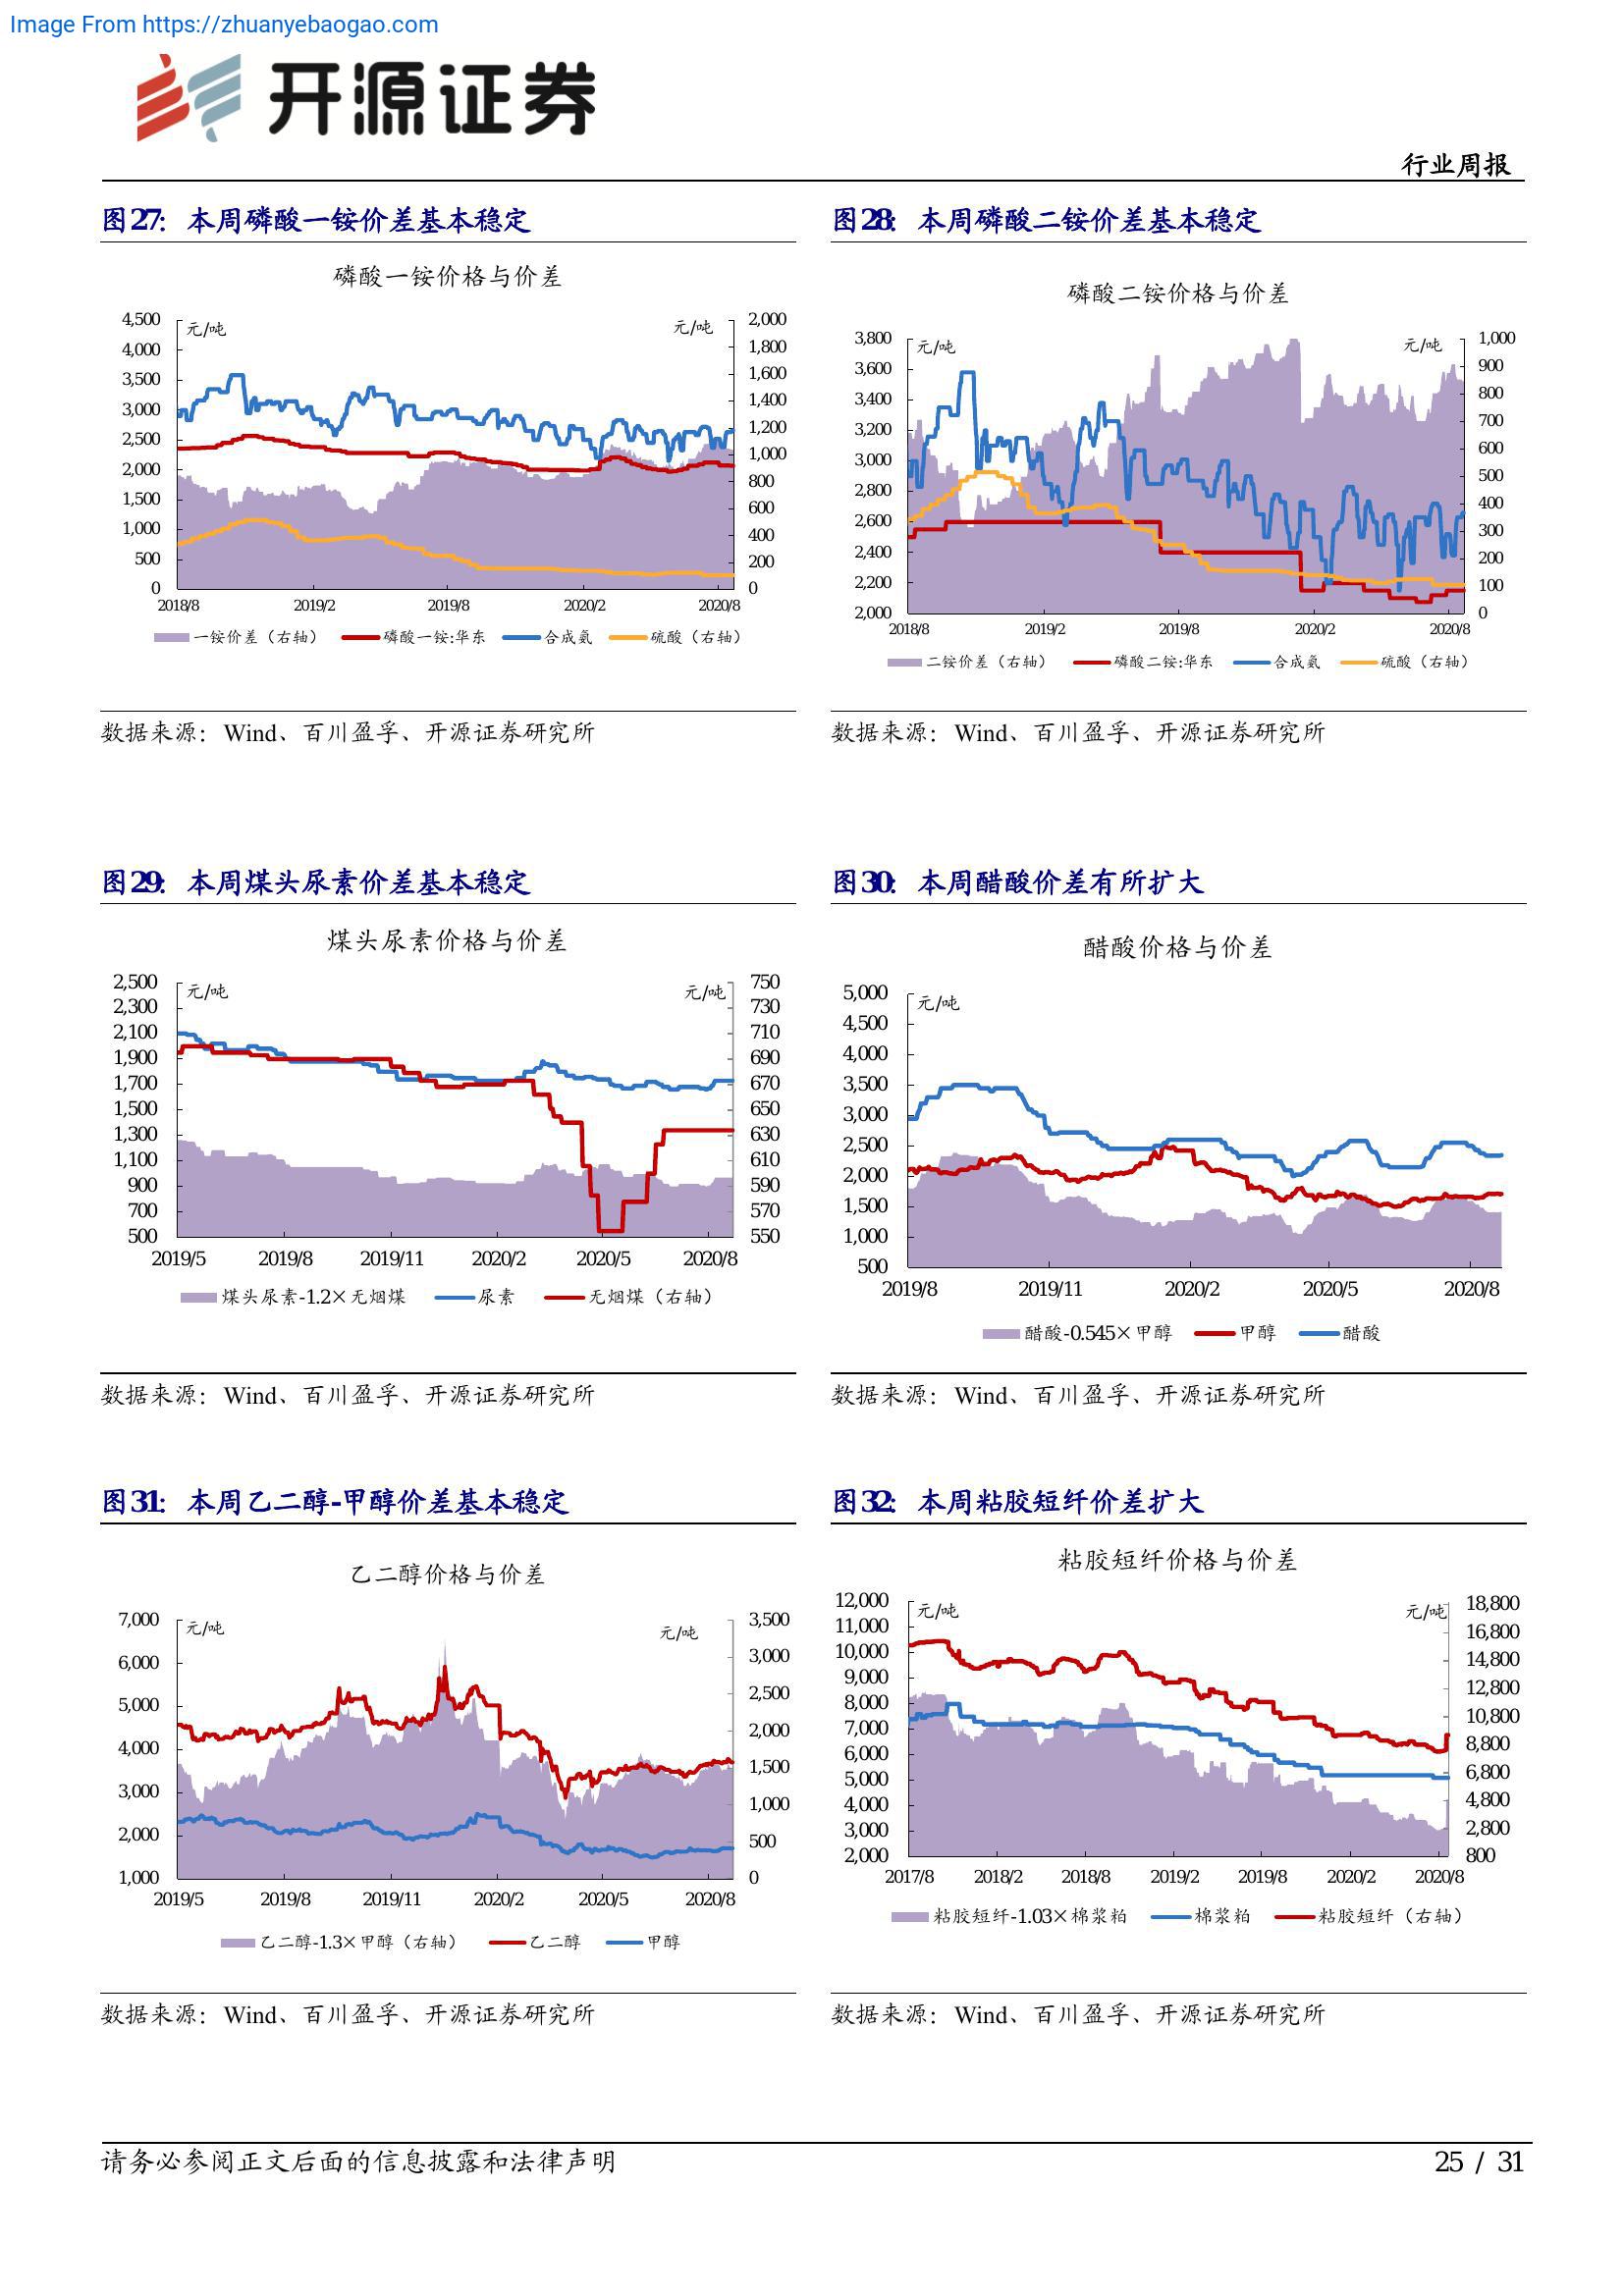 Image From https://zhuanyebaogao.com
开源证券
行业周报
图27: 本周磷酸一铵价差基本稳定
磷酸一铵价格与价差
4,500
4,000
3,500
3,000
2,500
2,000
1,500
1,000
500
0
元/吨
元/吨
2,000
1,800
1,600
1,400
1,200
1,000
800
600
400
200
0
2018/8 2019/2 2019/8 2020/2 2020/8
一铵价差（右轴） 磷酸一铵:华东 合成氨 硫酸（右轴）
数据来源：Wind、百川盈孚、开源证券研究所
图28: 本周磷酸二铵价差基本稳定
磷酸二铵价格与价差
3,800
3,600
3,400
3,200
3,000
2,800
2,600
2,400
2,200
2,000
元/吨
元/吨
1,000
900
800
700
600
500
400
300
200
100
0
2018/8 2019/2 2019/8 2020/2 2020/8
二铵价差（右轴） 磷酸二铵:华东 合成氨 硫酸（右轴）
数据来源：Wind、百川盈孚、开源证券研究所
图29: 本周煤头尿素价差基本稳定
煤头尿素价格与价差
2,500
2,300
2,100
1,900
1,700
1,500
1,300
1,100
900
700
500
元/吨
元/吨
750
730
710
690
670
650
630
610
590
570
550
2019/5 2019/8 2019/11 2020/2 2020/5 2020/8
煤头尿素-1.2×无烟煤 尿素 无烟煤（右轴）
数据来源：Wind、百川盈孚、开源证券研究所
图30: 本周醋酸价差有所扩大
醋酸价格与价差
5,000
4,500
4,000
3,500
3,000
2,500
2,000
1,500
1,000
500
元/吨
2019/8 2019/11 2020/2 2020/5 2020/8
醋酸-0.545×甲醇 甲醇 醋酸
数据来源：Wind、百川盈孚、开源证券研究所
图31: 本周乙二醇-甲醇价差基本稳定
乙二醇价格与价差
7,000
6,000
5,000
4,000
3,000
2,000
1,000
元/吨
元/吨
3,500
3,000
2,500
2,000
1,500
1,000
500
0
2019/5 2019/8 2019/11 2020/2 2020/5 2020/8
乙二醇-1.3×甲醇（右轴） 乙二醇 甲醇
数据来源：Wind、百川盈孚、开源证券研究所
图32: 本周粘胶短纤价差扩大
粘胶短纤价格与价差
12,000
11,000
10,000
9,000
8,000
7,000
6,000
5,000
4,000
3,000
2,000
元/吨
元/吨
18,800
16,800
14,800
12,800
10,800
8,800
6,800
4,800
2,800
800
2017/8 2018/2 2018/8 2019/2 2019/8 2020/2 2020/8
粘胶短纤-1.03×棉浆粕 棉浆粕 粘胶短纤（右轴）
数据来源：Wind、百川盈孚、开源证券研究所
请务必参阅正文后面的信息披露和法律声明
25 / 31